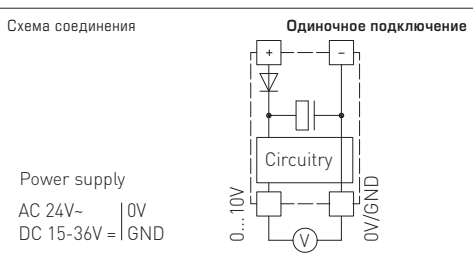 Схема соединения
Одиночное подключение
+ −
Circuitry
Power supply
AC 24V~ 0V
DC 15-36V = GND
0...10V
0V/GND
V